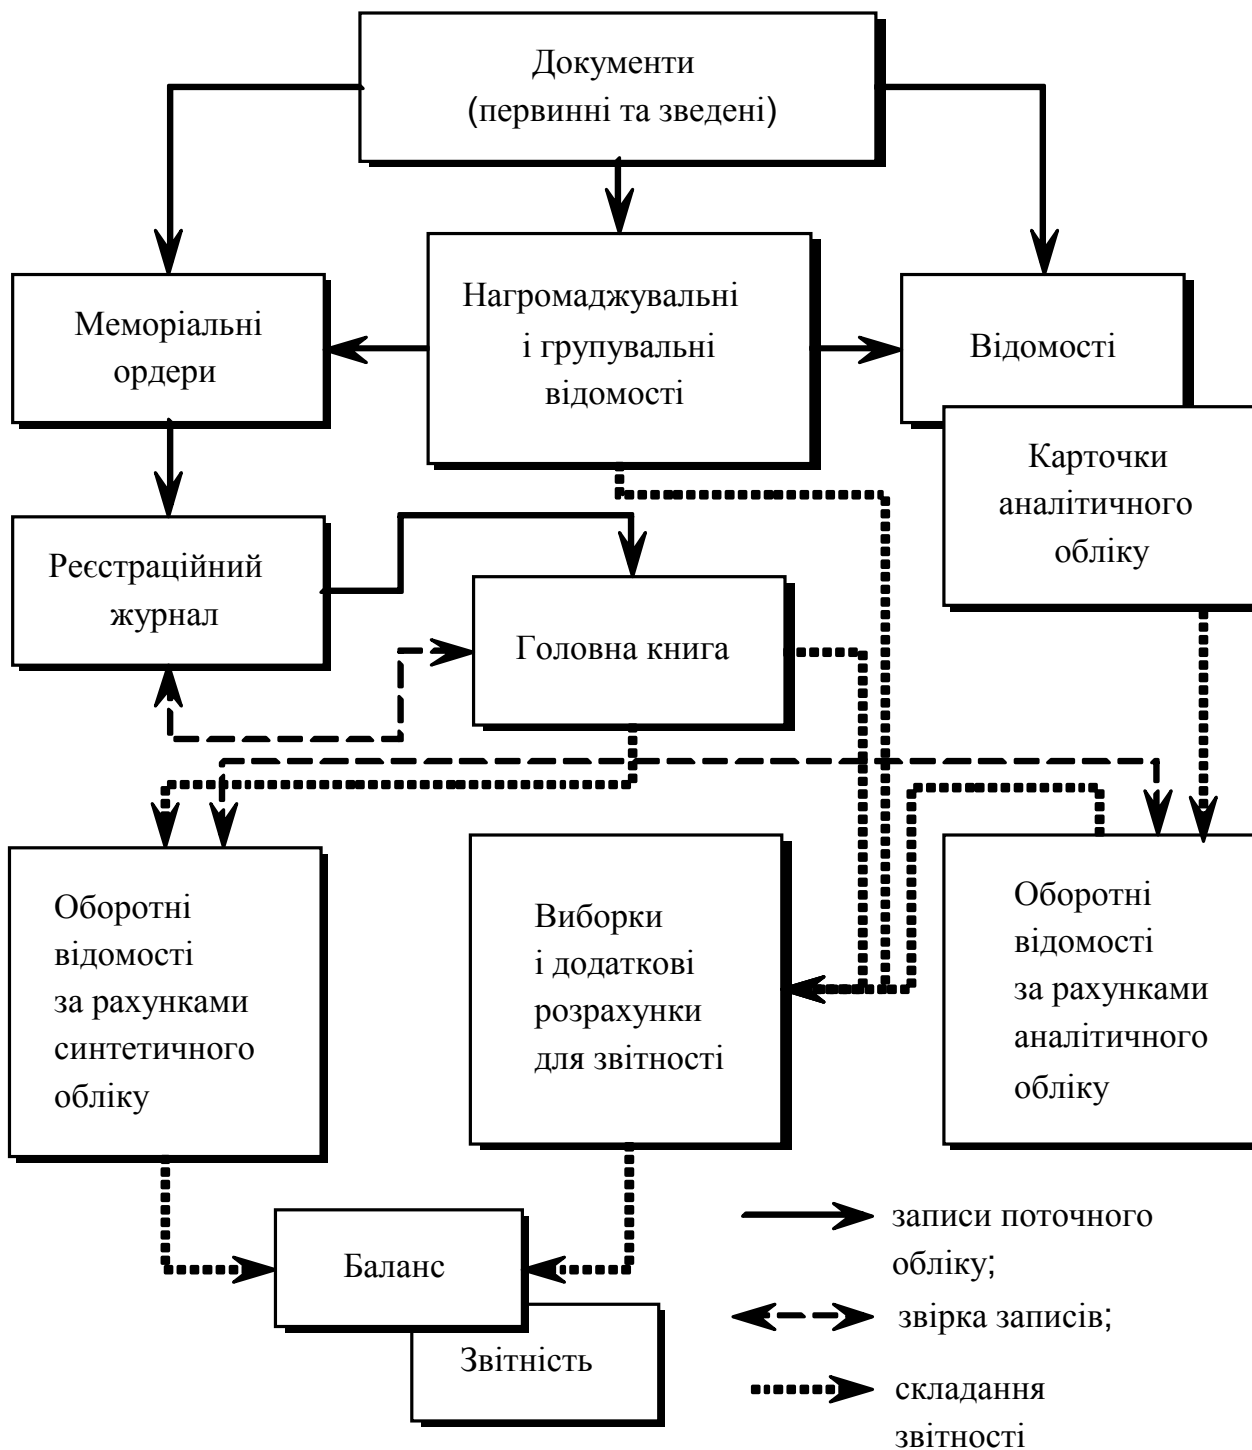 Документи
(первинні та зведені)
Меморіальні
ордери
Нагромаджувальні
і групувальні
відомості
Відомості
Карточки
аналітичного
обліку
Реєстраційний
журнал
Головна книга
Оборотні
відомості
за рахунками
синтетичного
обліку
Виборки
і додаткові
розрахунки
для звітності
Оборотні
відомості
за рахунками
аналітичного
обліку
Баланс
Звітність
записи поточного
обліку;
звірка записів;
складання
звітності